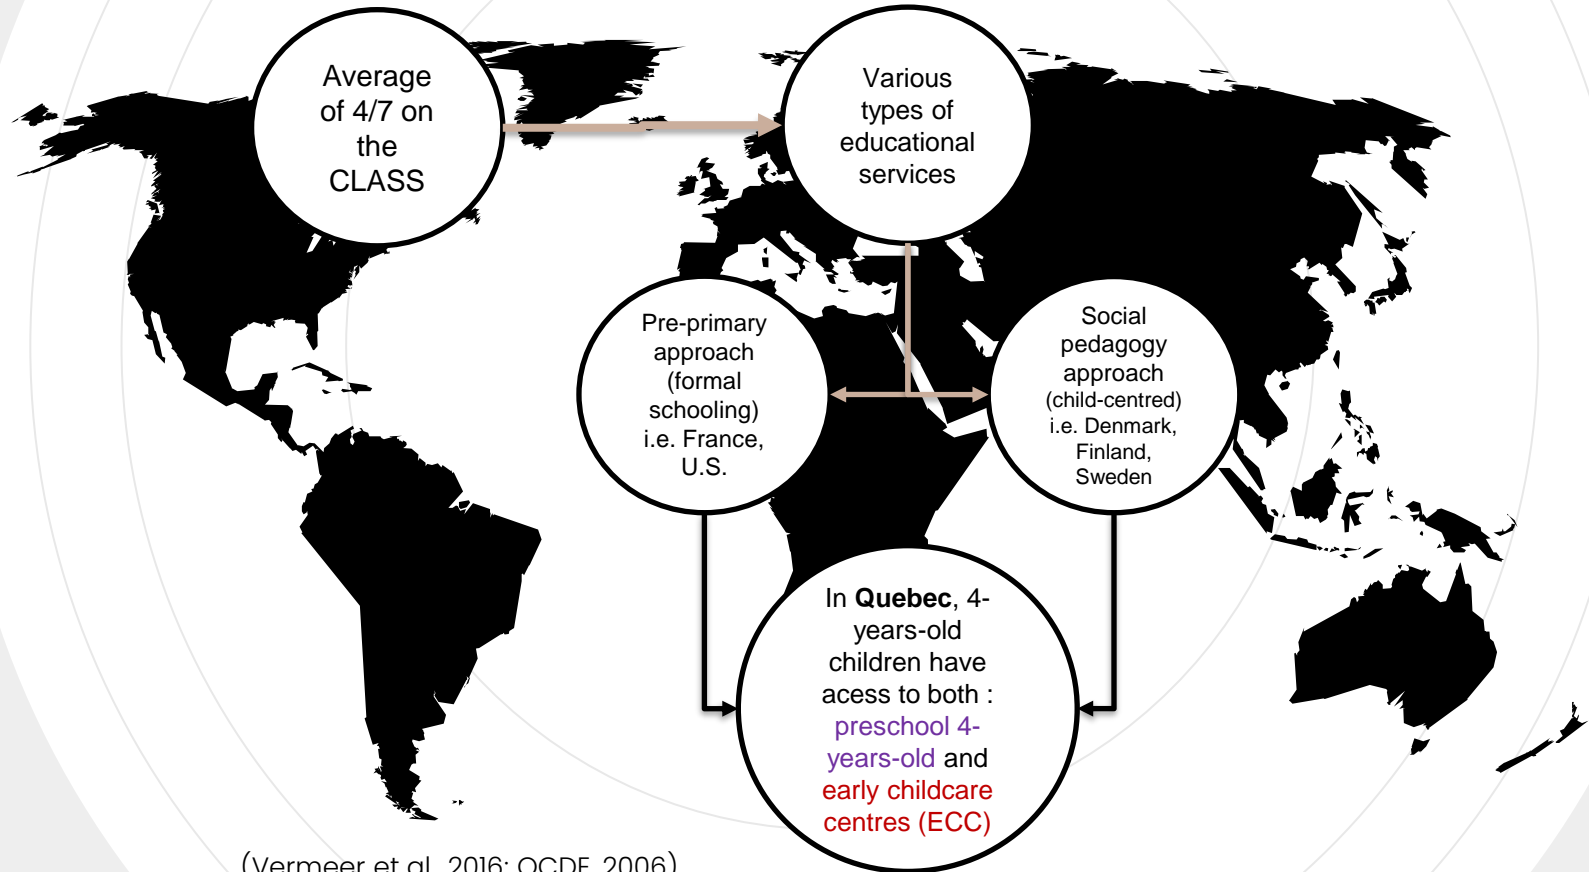 Average
of 4/7 on
the
CLASS
Various
types of
educational
services
Pre-primary
approach
(formal
schooling)
i.e. France,
U.S.
Social
pedagogy
approach
(child-centred)
i.e. Denmark,
Finland,
Sweden
In Quebec, 4-
years-old
children have
acess to both :
preschool 4-
years-old and
early childcare
centres (ECC)
(Vermeer et al., 2016; OCDE, 2006)